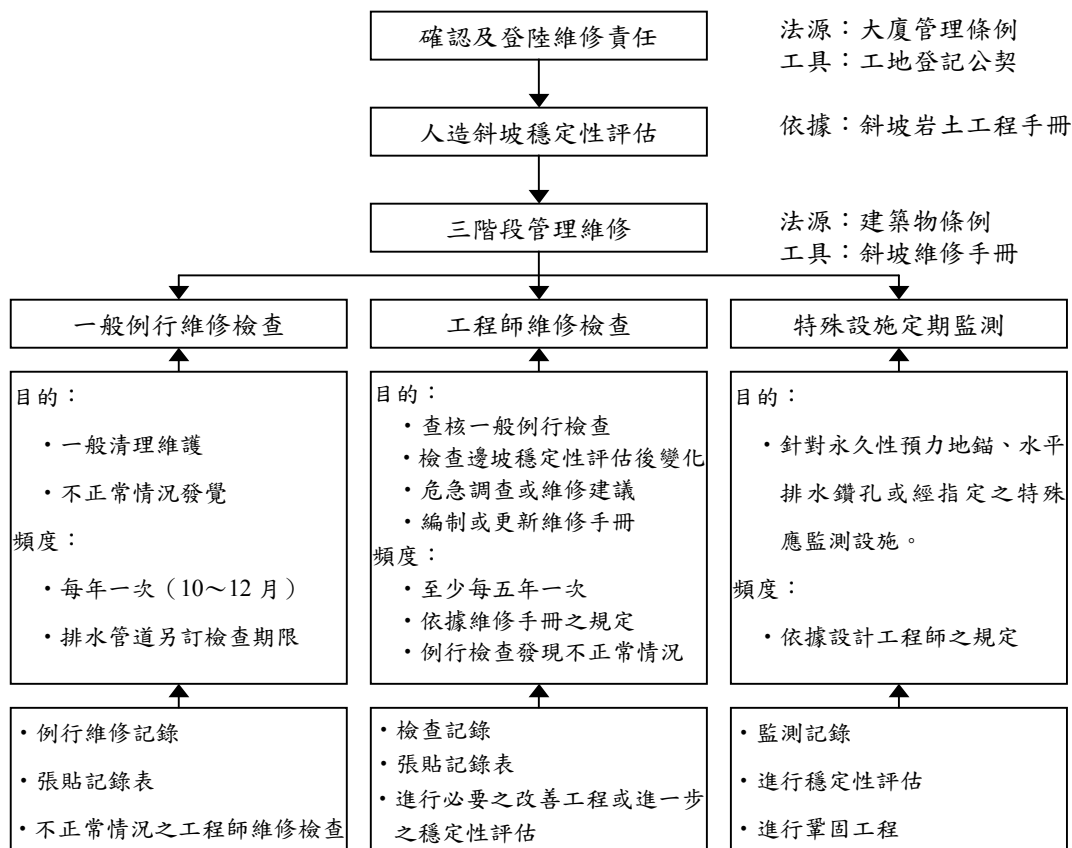 確認及登陸維修責任
法源：大廈管理條例
工具：工地登記公契
人造斜坡穩定性評估
依據：斜坡岩土工程手冊
三階段管理維修
法源：建築物條例
工具：斜坡維修手冊
一般例行維修檢查
目的：
・一般清理維護
・不正常情況發覺
頻度：
・每年一次（10～12 月）
・排水管道另訂檢查期限
・例行維修記錄
・張貼記錄表
・不正常情況之工程師維修檢查
工程師維修檢查
目的：
・查核一般例行檢查
・檢查邊坡穩定性評估後變化
・危急調查或維修建議
・編制或更新維修手冊
頻度：
・至少每五年一次
・依據維修手冊之規定
・例行檢查發現不正常情況
・檢查記錄
・張貼記錄表
・進行必要之改善工程或進一步
之穩定性評估
特殊設施定期監測
目的：
・針對永久性預力地錨、水平
排水鑽孔或經指定之特殊
應監測設施。
頻度：
・依據設計工程師之規定
・監測記錄
・進行穩定性評估
・進行鞏固工程